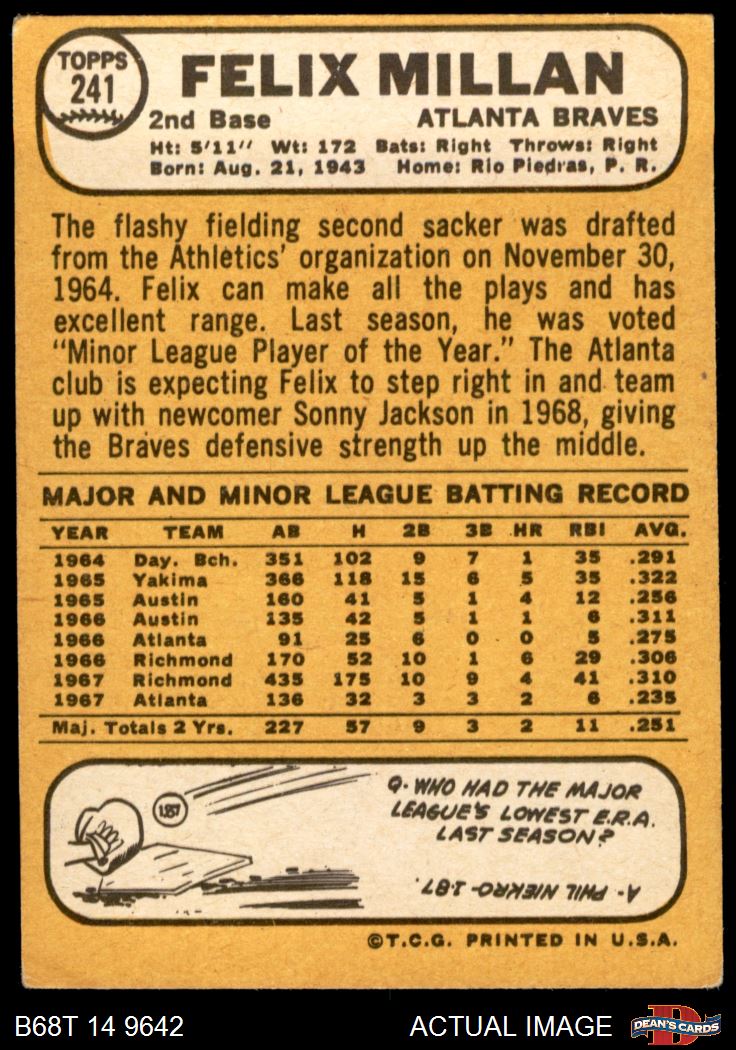 TOPPS
241
FELIX MILLAN
2nd Base ATLANTA BRAVES
Ht: 5'11" Wt: 172 Bats: Right Throws: Right
Born: Aug. 21, 1943 Home: Rio Piedras, P. R.
The flashy fielding second sacker was drafted
from the Athletics' organization on November 30,
1964. Felix can make all the plays and has
excellent range. Last season, he was voted
"Minor League Player of the Year." The Atlanta
club is expecting Felix to step right in and team
up with newcomer Sonny Jackson in 1968, giving
the Braves defensive strength up the middle.
MAJOR AND MINOR LEAGUE BATTING RECORD
YEAR TEAM AB H 2B 3B HR RBI AVG.
1964 Day. Bch. 351 102 9 7 1 35 .291
1965 Yakima 366 118 15 6 5 35 .322
1965 Austin 160 41 5 1 4 12 .256
1966 Austin 135 42 5 1 1 6 .311
1966 Atlanta 91 25 6 0 0 5 .275
1966 Richmond 170 52 10 1 6 29 .306
1967 Richmond 435 175 10 9 4 41 .310
1967 Atlanta 136 32 3 3 2 6 .235
Maj. Totals 2 Yrs. 227 57 9 3 2 11 .251
1.87
Q. WHO HAD THE MAJOR
LEAGUE'S LOWEST E.R.A.
LAST SEASON?
A- PHIL NIEKRO-1.87.
©T.C.G. PRINTED IN U.S.A.
B68T 14 9642 ACTUAL IMAGE DEAN'S CARDS